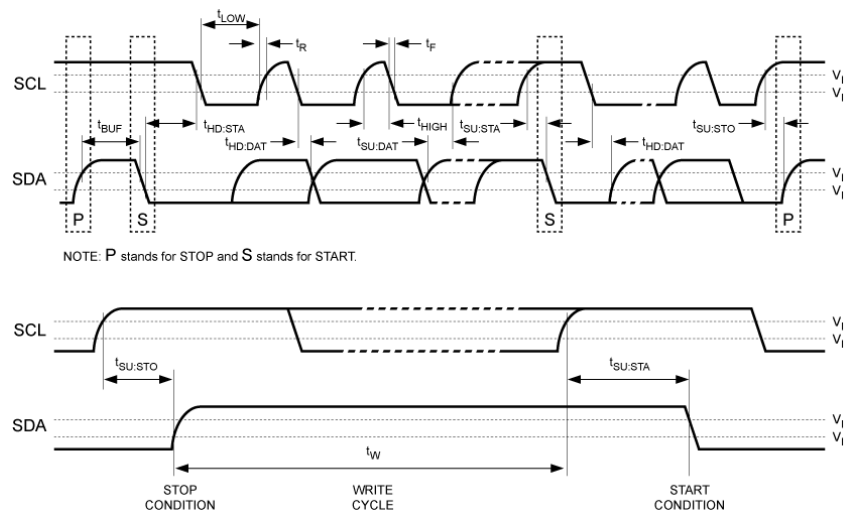 tLOW
tR
tF
SCL
tBUF
tHD:STA
tHD:DAT
tSU:DAT
tHIGH
tSU:STA
tHD:DAT
tSU:STO
SDA
P
S
S
P
NOTE: P stands for STOP and S stands for START.
SCL
tSU:STO
tSU:STA
SDA
tW
STOP CONDITION
WRITE CYCLE
START CONDITION